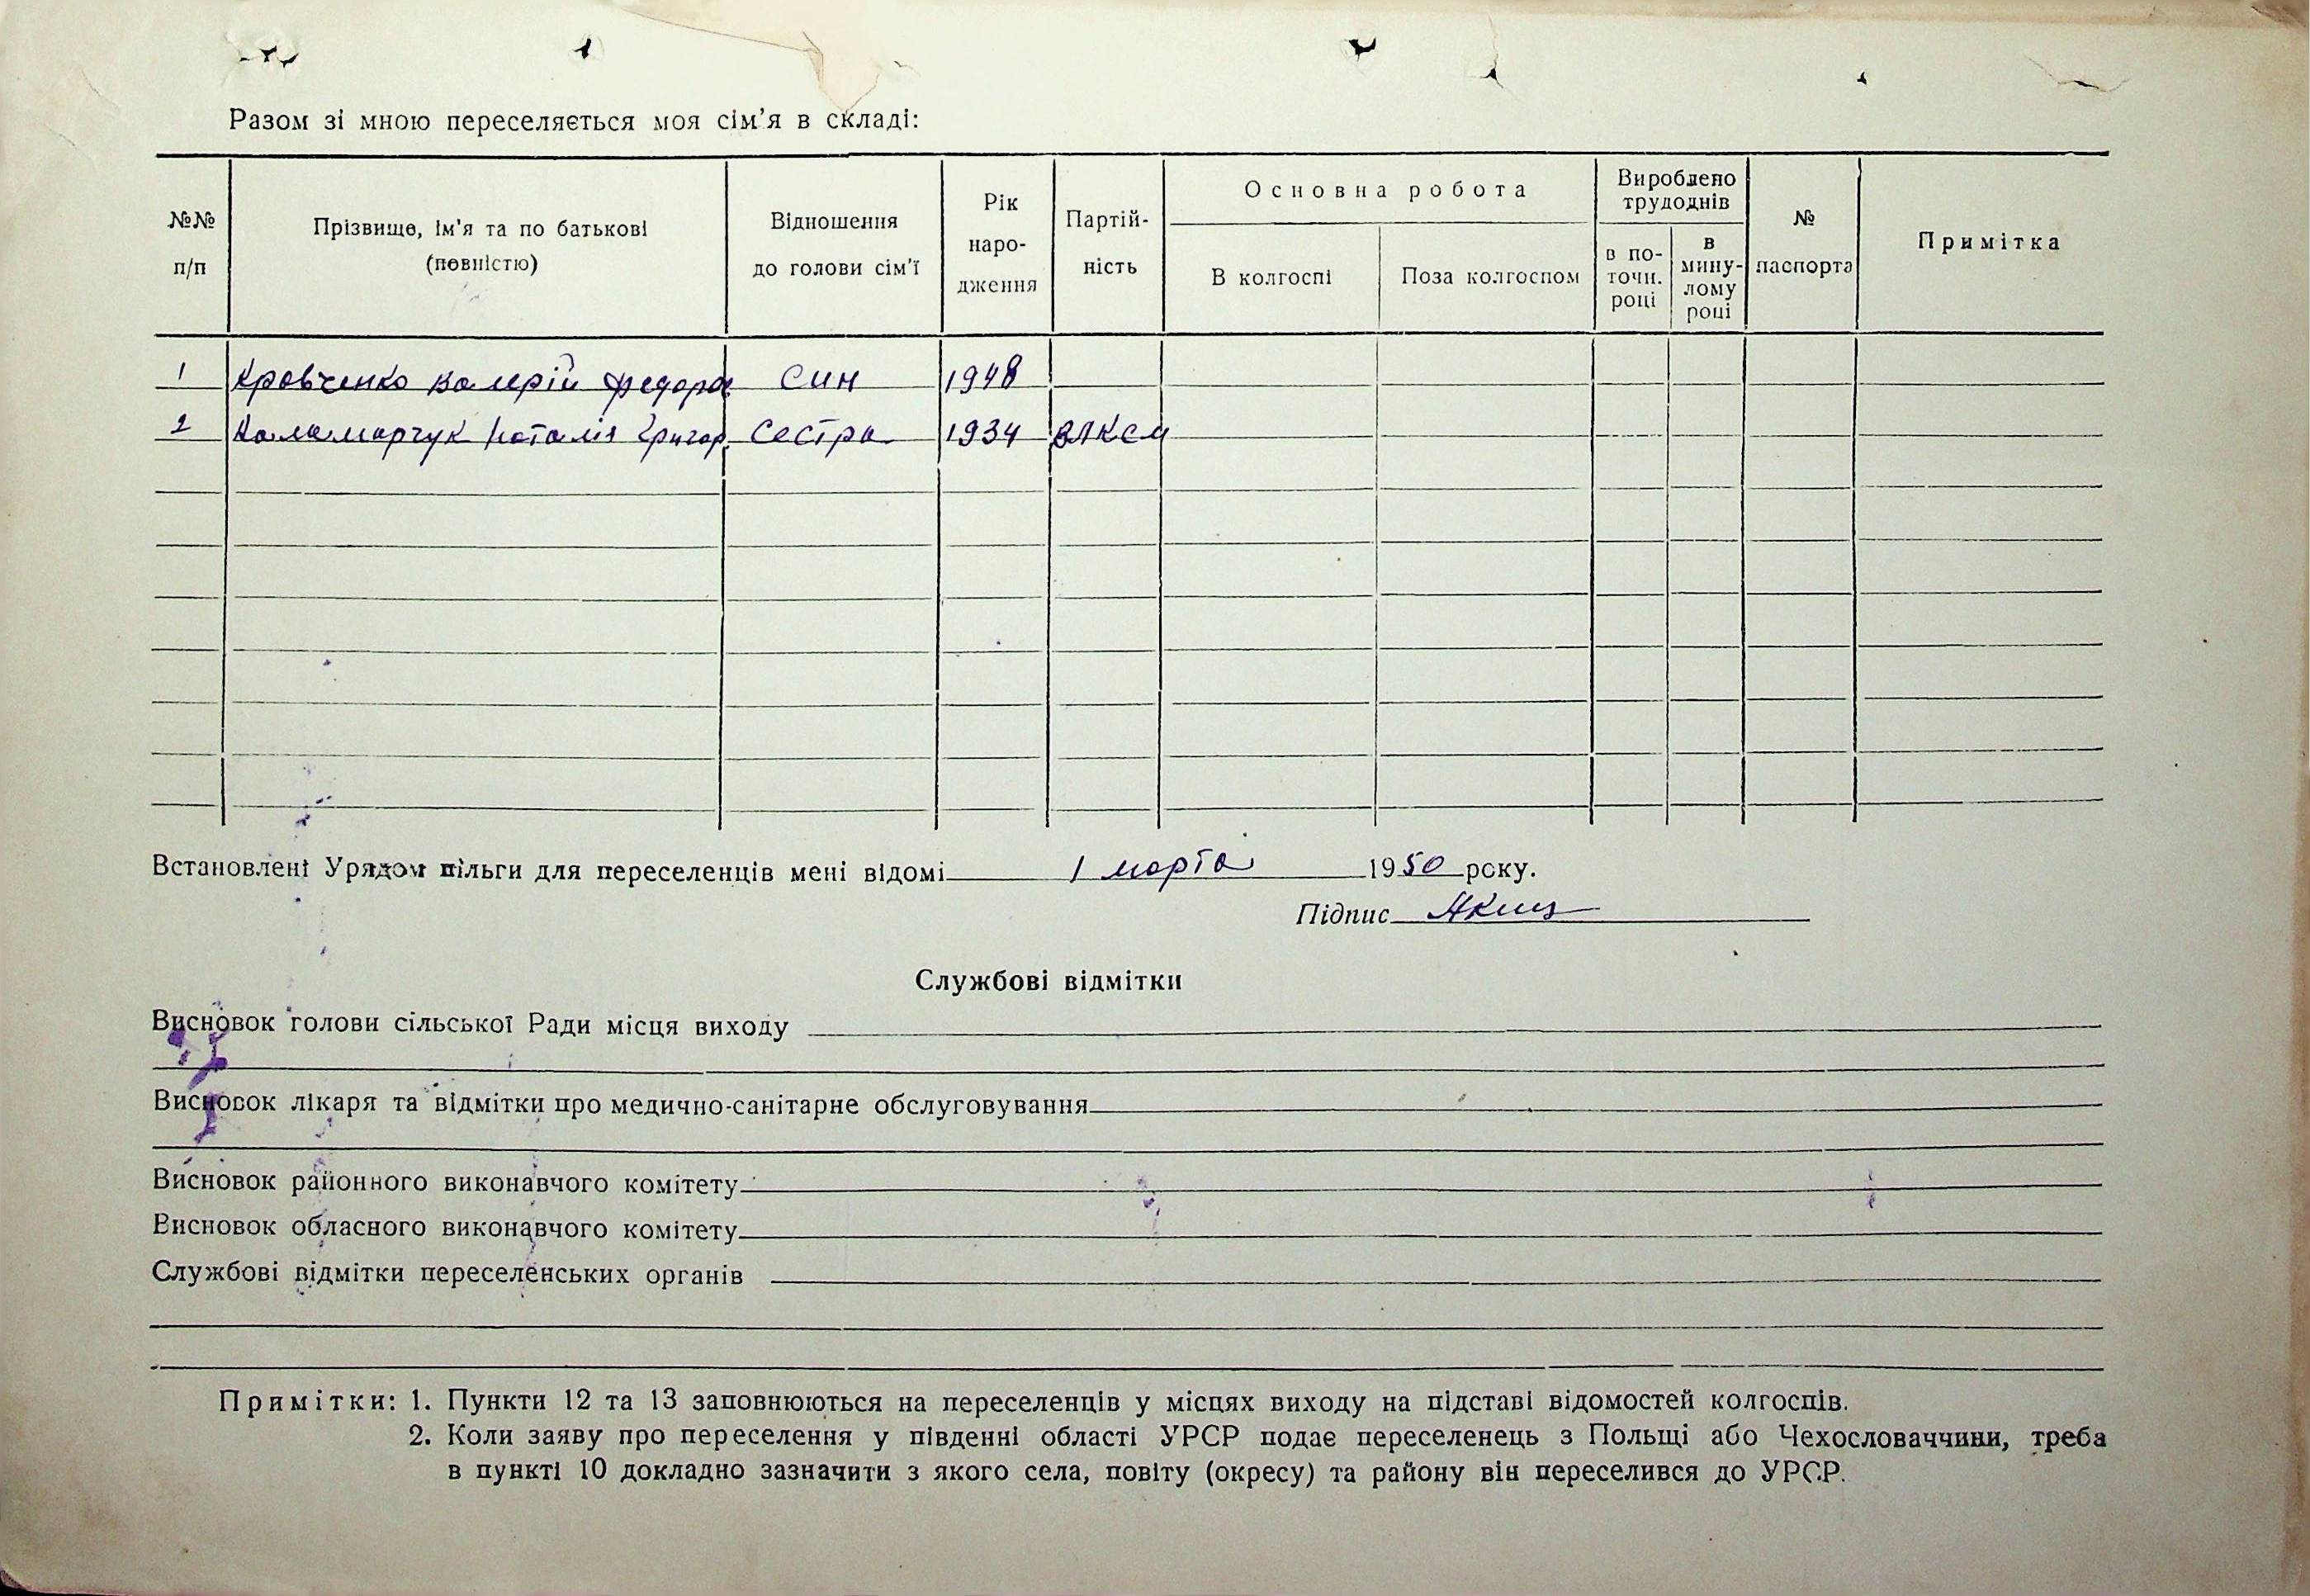 Разом зі мною переселяється моя сім'я в складі:
№№ п/п
Прізвище, ім'я та по батькові (повністю)
Відношення до голови сім'ї
Рік народження
Партійність
Основна робота
В колгоспі
Поза колгоспом
Вироблено трудоднів
в поточн. році
в минулому році
№ паспорта
Примітка
1 Кравченко Валерій Федоров син 1948
2 Каламарчук Наталія Григор. сестра 1934 ВЛКСМ
Встановлені Урядом пільги для переселенців мені відомі 1 марта 1950 року.
Підпис
Службові відмітки
Висновок голови сільської Ради місця виходу
Висновок лікаря та відмітки про медично-санітарне обслуговування
Висновок районного виконавчого комітету
Висновок обласного виконавчого комітету
Службові відмітки переселенських органів
Примітки: 1. Пункти 12 та 13 заповнюються на переселенців у місцях виходу на підставі відомостей колгоспів.
2. Коли заяву про переселення у південні області УРСР подає переселенець з Польщі або Чехословаччини, треба
в пункті 10 докладно зазначити з якого села, повіту (окресу) та району він переселився до УРСР.